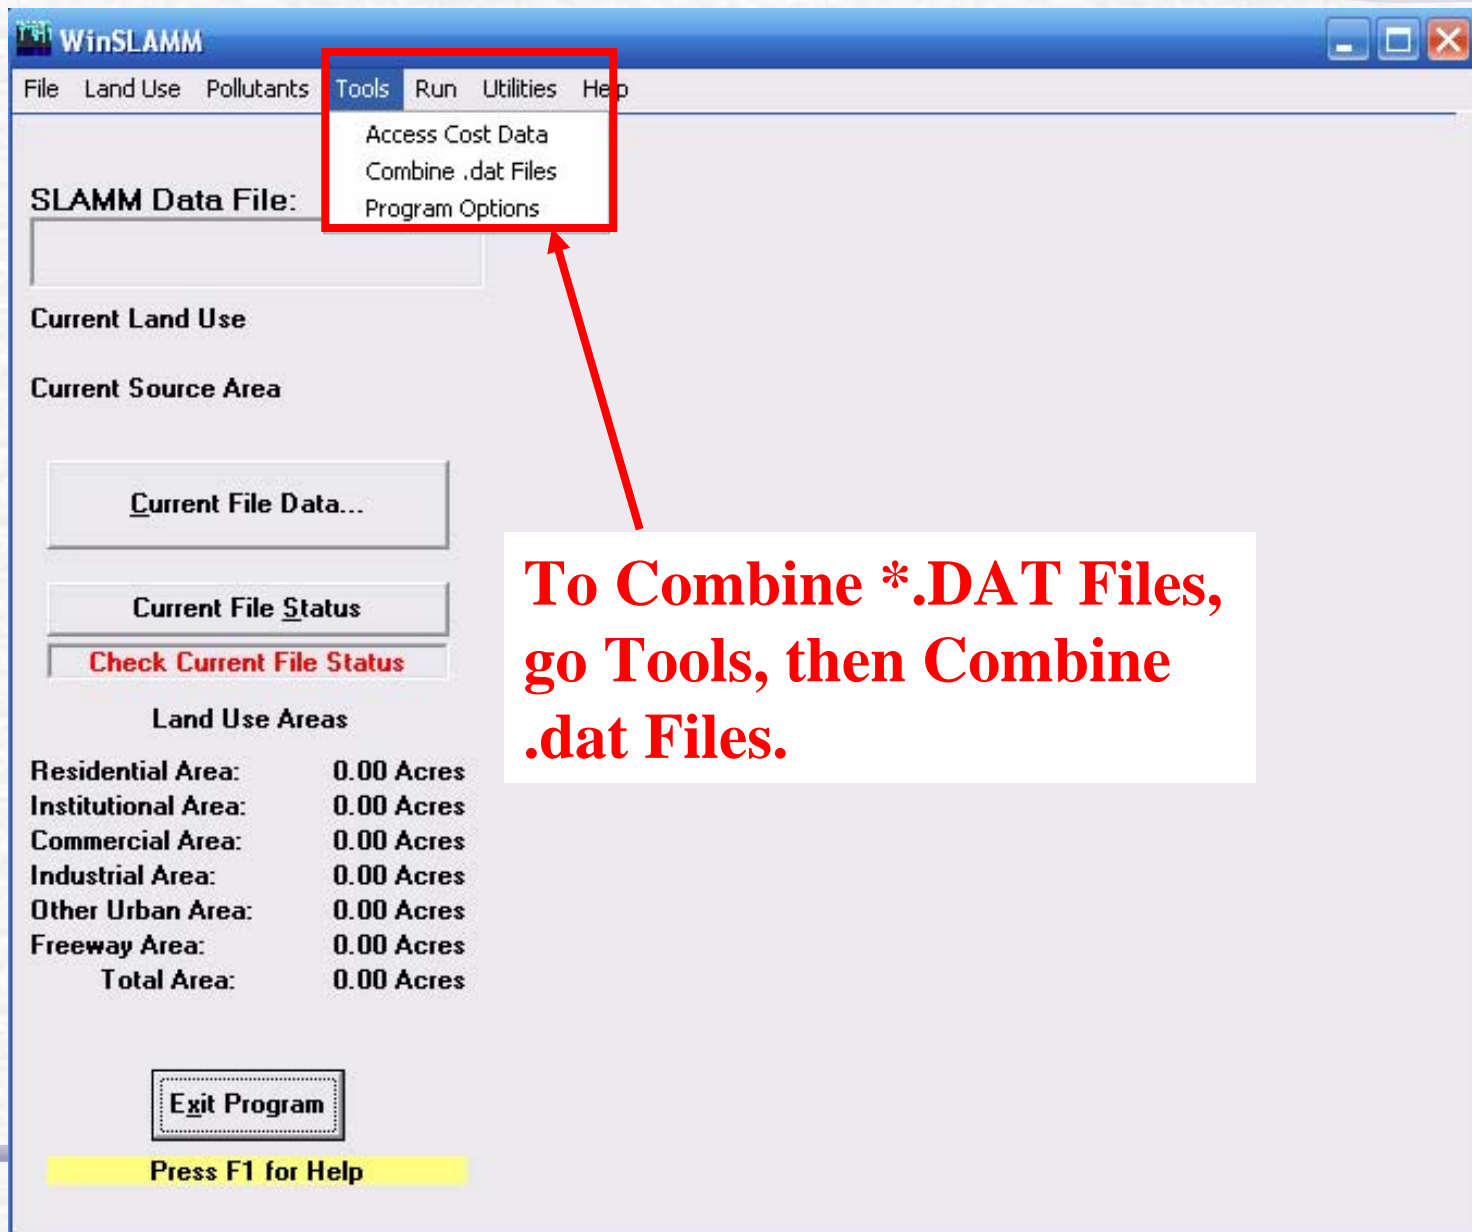 WinSLAMM
File Land Use Pollutants Tools Run Utilities Help
Access Cost Data
Combine .dat Files
Program Options
SLAMM Data File:
Current Land Use
Current Source Area
Current File Data...
Current File Status
Check Current File Status
Land Use Areas
Residential Area: 0.00 Acres
Institutional Area: 0.00 Acres
Commercial Area: 0.00 Acres
Industrial Area: 0.00 Acres
Other Urban Area: 0.00 Acres
Freeway Area: 0.00 Acres
Total Area: 0.00 Acres
Exit Program
Press F1 for Help
To Combine *.DAT Files,
go Tools, then Combine
.dat Files.